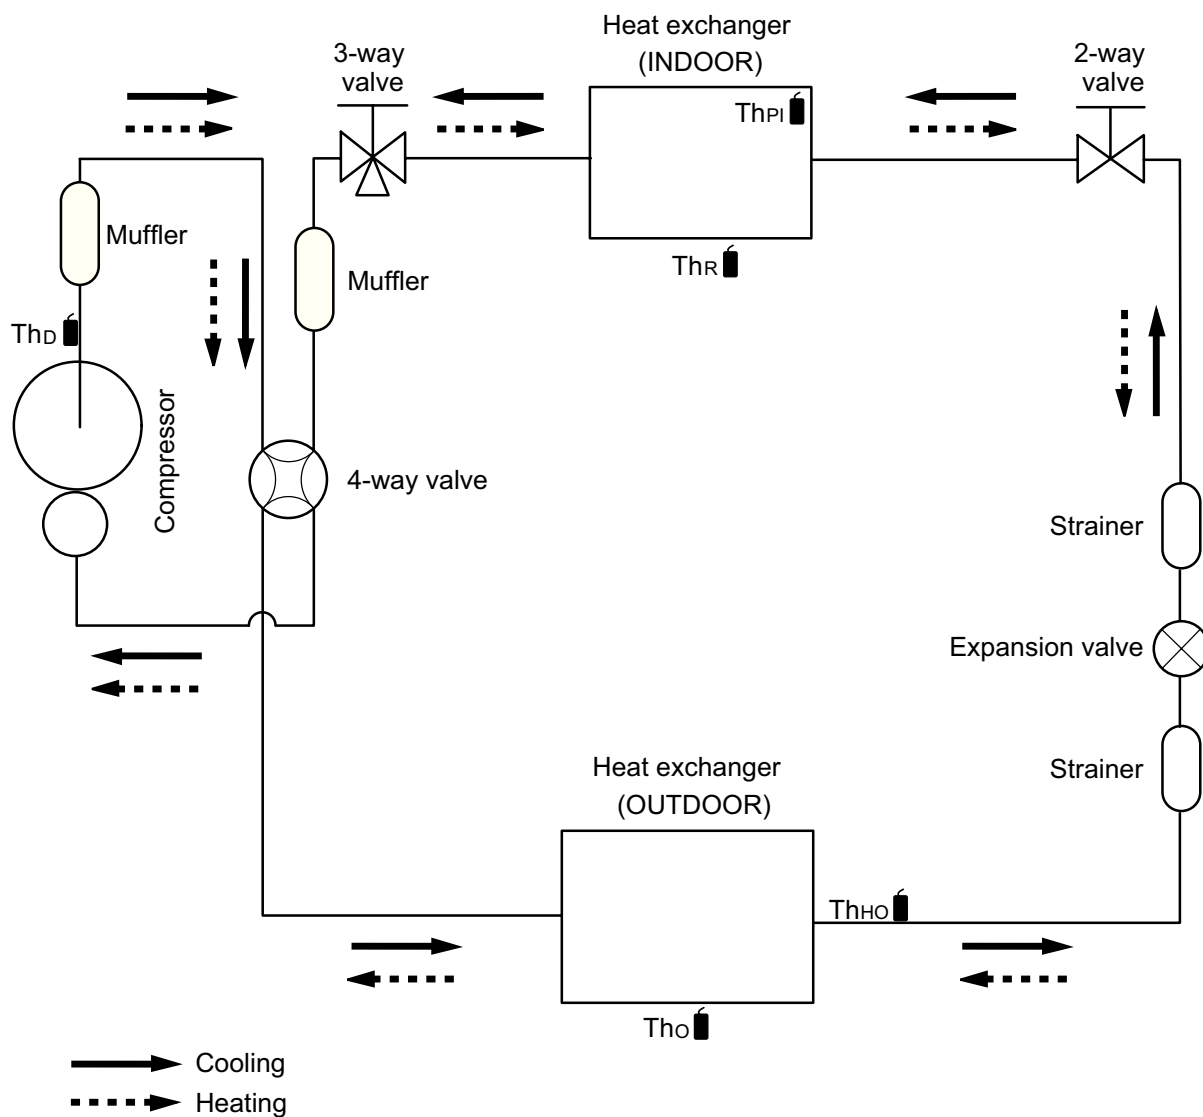 Heat exchanger
(INDOOR)
3-way
valve
2-way
valve
ThPI
Muffler
ThR
Muffler
ThD
Compressor
4-way valve
Strainer
Expansion valve
Strainer
Heat exchanger
(OUTDOOR)
ThHO
ThO
Cooling
Heating